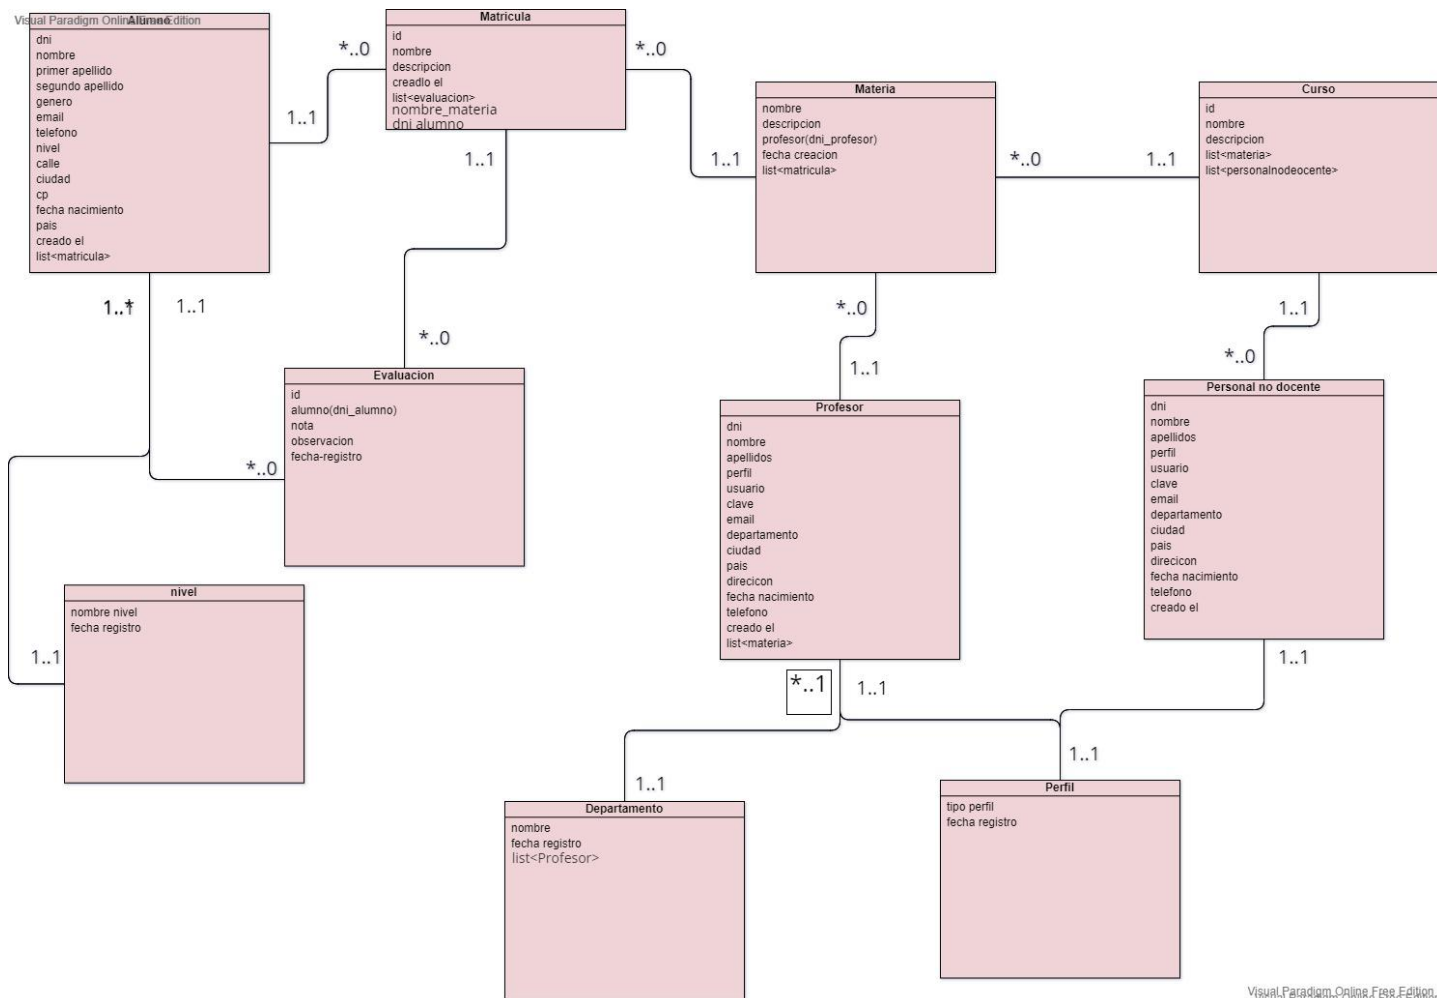 Visual Paradigm Online Free Edition
Alumno
dni
nombre
primer apellido
segundo apellido
genero
email
telefono
nivel
calle
ciudad
cp
fecha nacimiento
pais
creado el
list<matricula>
Matricula
id
nombre
descripcion
creadlo el
list<evaluacion>
nombre_materia
dni alumno
*..0
1..1
*..0
1..1
1..1
*..0
Materia
nombre
descripcion
profesor(dni_profesor)
fecha creacion
list<matricula>
*..0
1..1
Curso
id
nombre
descripcion
list<materia>
list<personalnodeocente>
1..*
1..1
*..0
Evaluacion
id
alumno(dni_alumno)
nota
observacion
fecha-registro
*..0
1..1
Profesor
dni
nombre
apellidos
perfil
usuario
clave
email
departamento
ciudad
pais
direcicon
fecha nacimiento
telefono
creado el
list<materia>
1..1
*..0
Personal no docente
dni
nombre
apellidos
perfil
usuario
clave
email
departamento
ciudad
pais
direcicon
fecha nacimiento
telefono
creado el
nivel
nombre nivel
fecha registro
1..1
*..1
1..1
1..1
1..1
1..1
Departamento
nombre
fecha registro
list<Profesor>
Perfil
tipo perfil
fecha registro
Visual Paradigm Online Free Edition